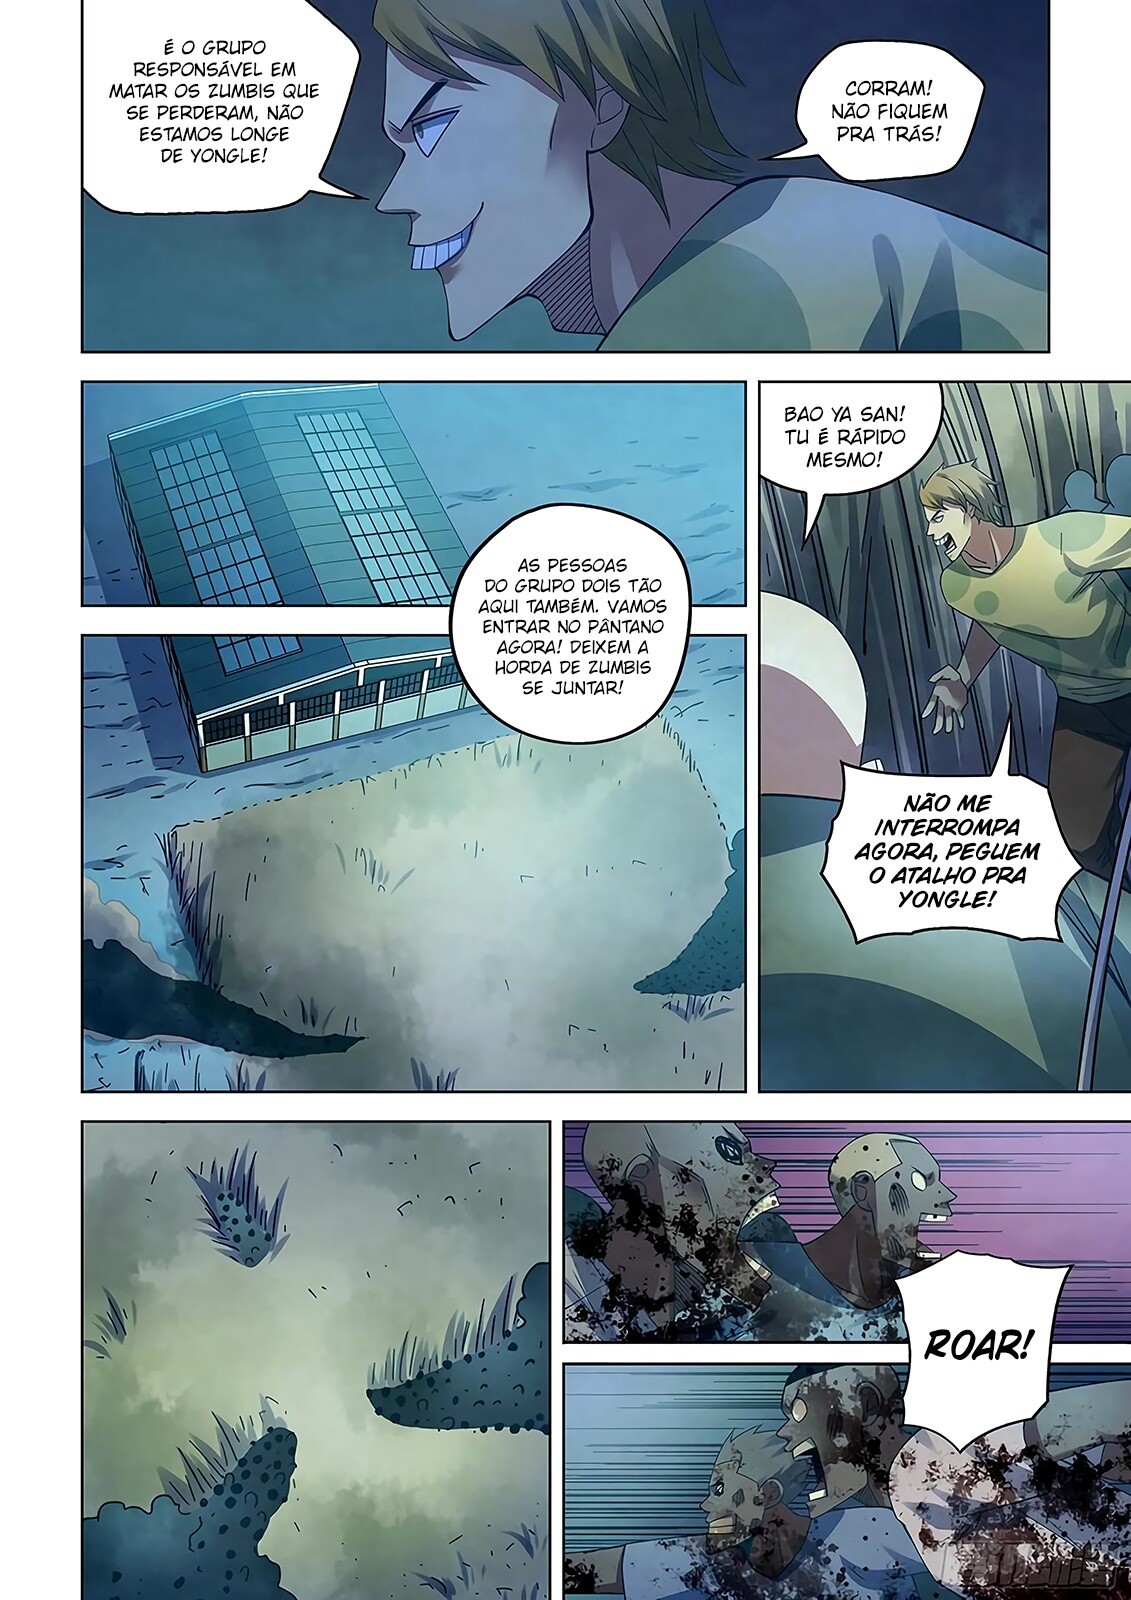 É O GRUPO
RESPONSÁVEL EM
MATAR OS ZUMBIS QUE
SE PERDERAM, NÃO
ESTAMOS LONGE
DE YONGLE!
CORRAM!
NÃO FIQUEM
PRA TRÁS!
BAO YA SAN!
TU É RÁPIDO
MESMO!
AS PESSOAS
DO GRUPO DOIS TÃO
AQUI TAMBÉM. VAMOS
ENTRAR NO PÂNTANO
AGORA! DEIXEM A
HORDA DE ZUMBIS
SE JUNTAR!
NÃO ME
INTERROMPA
AGORA, PEGUEM
O ATALHO PRA
YONGLE!
ROAR!